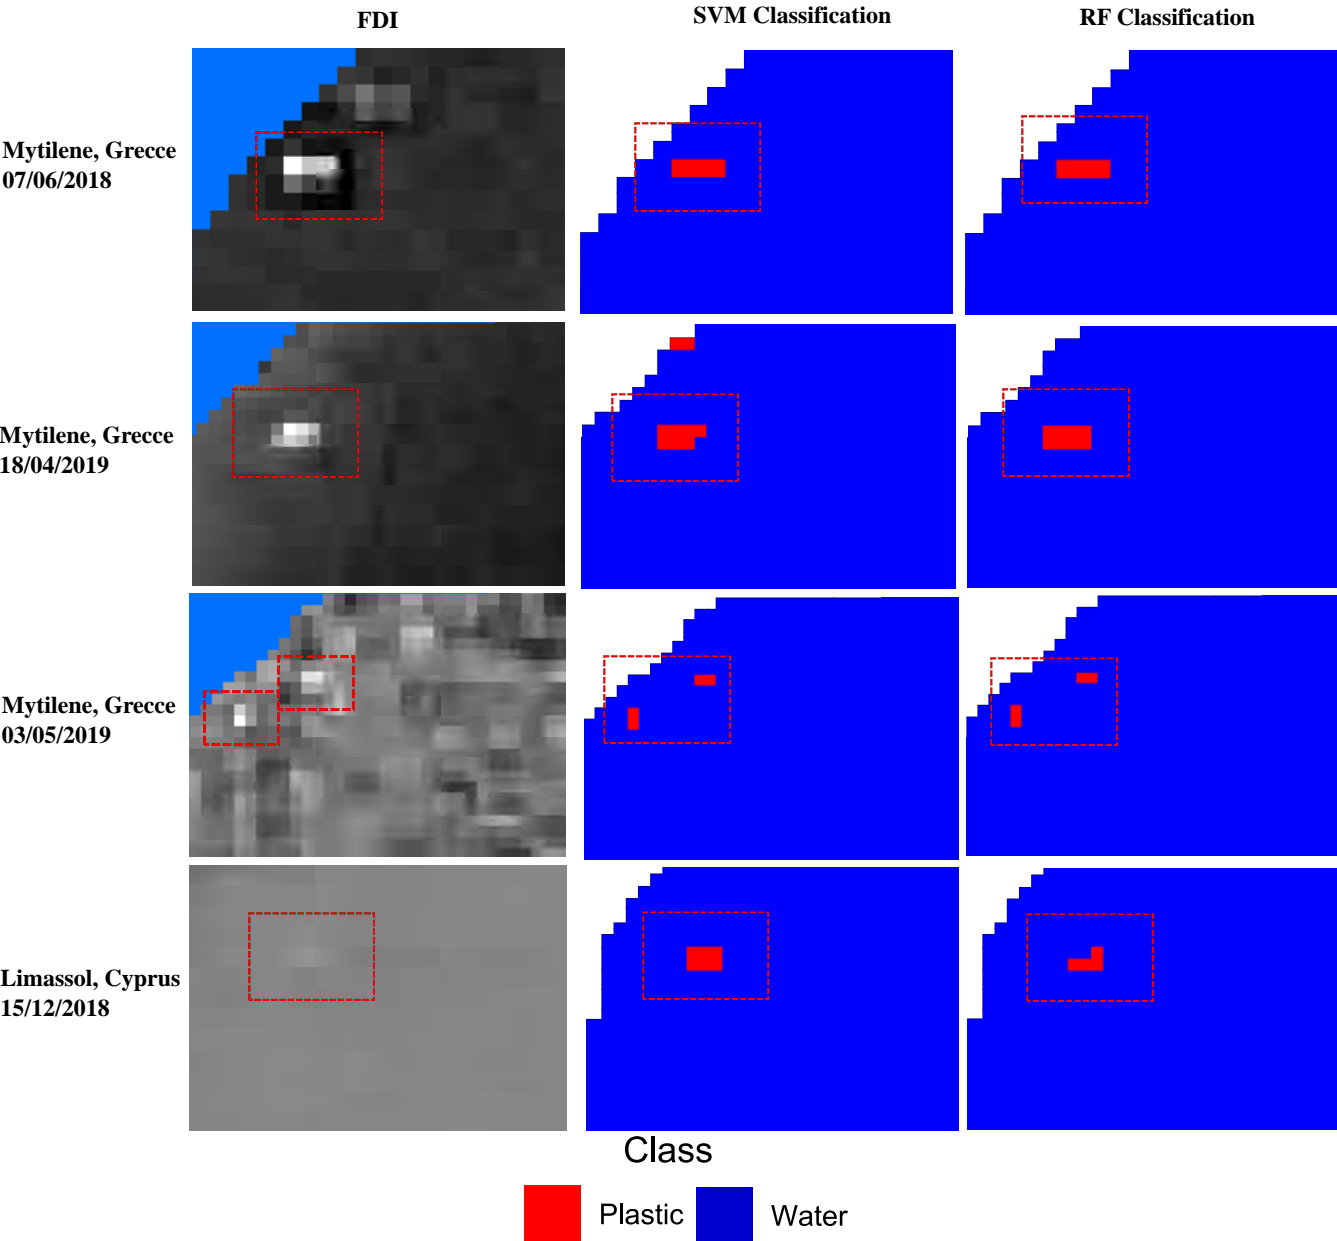 FDI
SVM Classification
RF Classification
Mytilene, Grecce
07/06/2018
Mytilene, Grecce
18/04/2019
Mytilene, Grecce
03/05/2019
Limassol, Cyprus
15/12/2018
Class
Plastic
Water